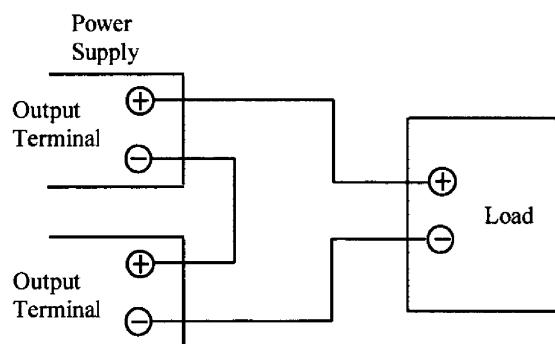 Power
Supply
Output
Terminal
+
−
Output
Terminal
+
−
+
−
Load